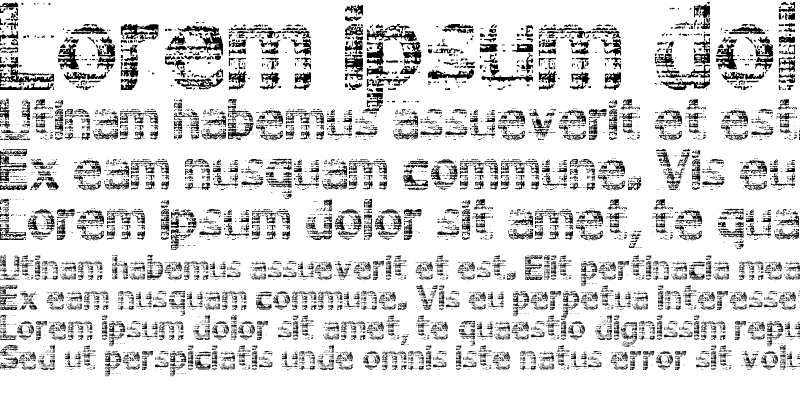 Lorem ipsum dol
Utinam habemus assueverit et est.
Ex eam nusquam commune. Vis eu
Lorem ipsum dolor sit amet, te qua
Utinam habemus assueverit et est. Elit pertinacia mea
Ex eam nusquam commune. Vis eu perpetua interesse
Lorem ipsum dolor sit amet, te quaestio dignissim repu
Sed ut perspiciatis unde omnis iste natus error sit volu